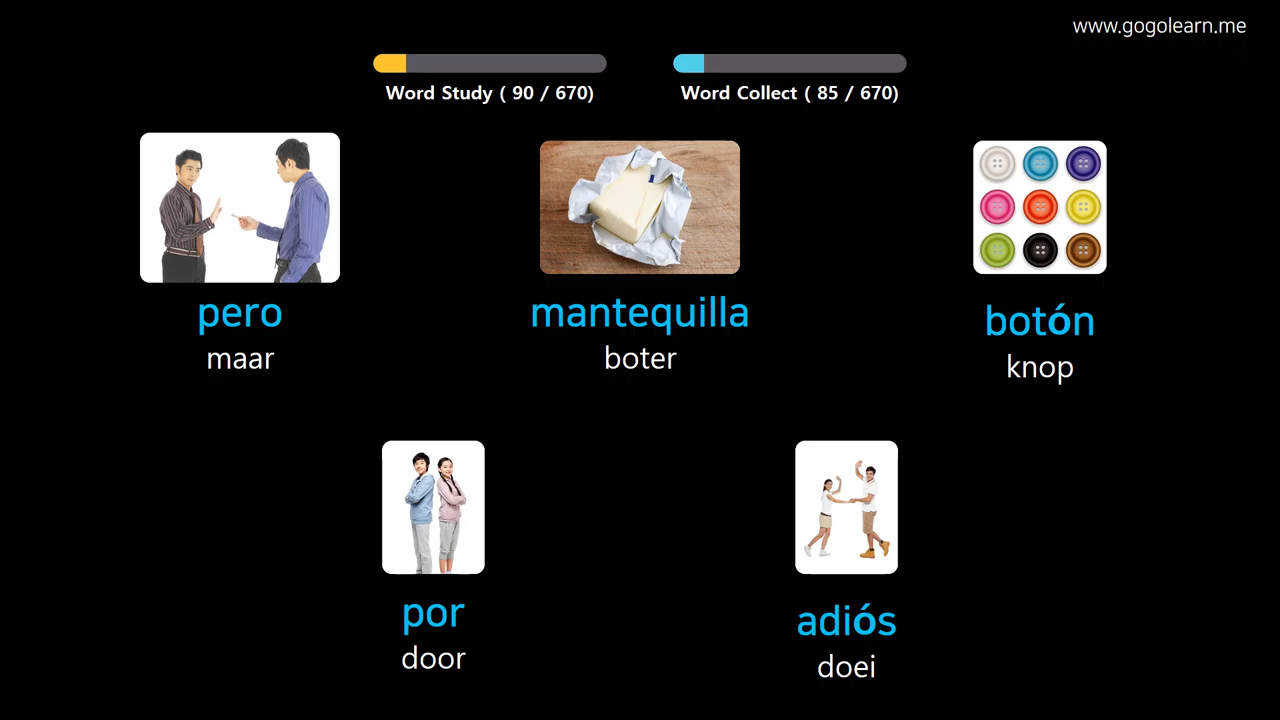 www.gogolearn.me
Word Study ( 90 / 670)
Word Collect ( 85 / 670)
pero
maar
mantequilla
boter
botón
knop
por
door
adiós
doei